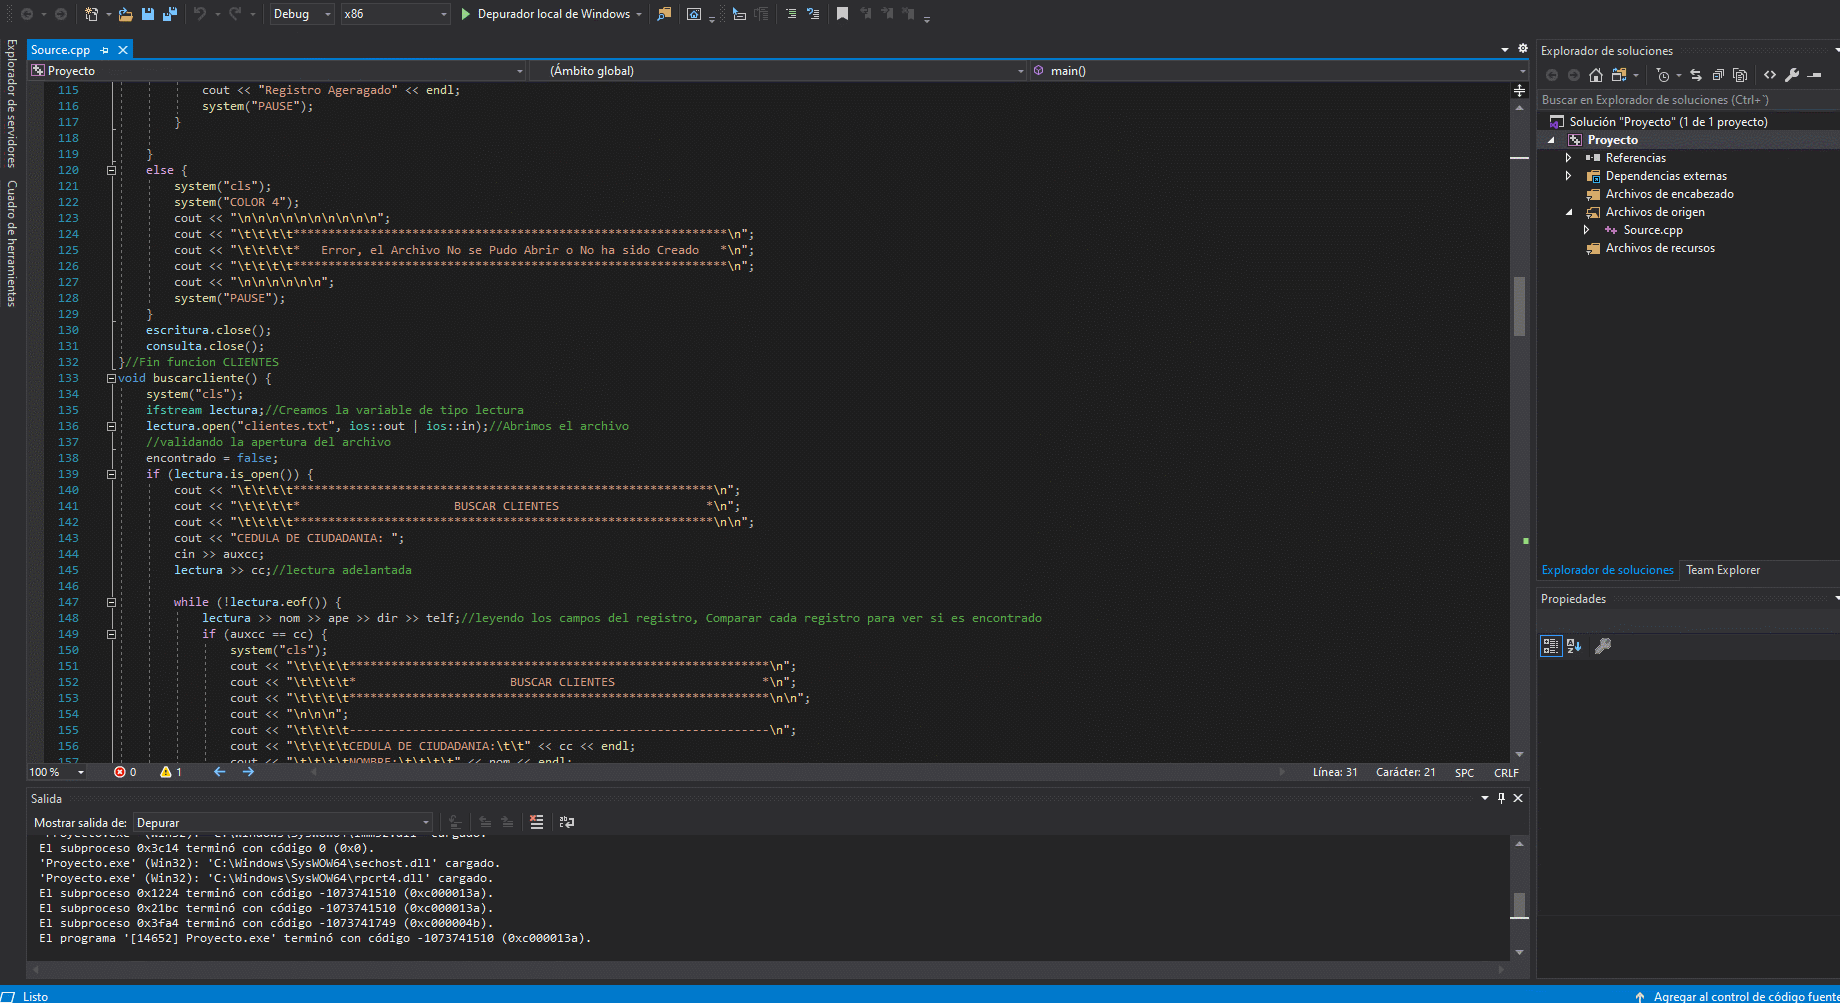 Debug
x86
Depurador local de Windows
Explorador de servidores
Cuadro de herramientas
Source.cpp
Proyecto
(Ámbito global)
main()
115 cout << "Registro Ageragado" << endl;
116 system("PAUSE");
117 }
118
119 }
120 else {
121 system("cls");
122 system("COLOR 4");
123 cout << "\n\n\n\n\n\n\n\n\n\n";
124 cout << "\t\t\t\t**************************************************************\n";
125 cout << "\t\t\t\t*   Error, el Archivo No se Pudo Abrir o No ha sido Creado   *\n";
126 cout << "\t\t\t\t**************************************************************\n";
127 cout << "\n\n\n\n\n\n";
128 system("PAUSE");
129 }
130 escritura.close();
131 consulta.close();
132 }//Fin funcion CLIENTES
133 void buscarcliente() {
134 system("cls");
135 ifstream lectura;//Creamos la variable de tipo lectura
136 lectura.open("clientes.txt", ios::out | ios::in);//Abrimos el archivo
137 //validando la apertura del archivo
138 encontrado = false;
139 if (lectura.is_open()) {
140 cout << "\t\t\t\t************************************************************\n";
141 cout << "\t\t\t\t*                      BUSCAR CLIENTES                     *\n";
142 cout << "\t\t\t\t************************************************************\n\n";
143 cout << "CEDULA DE CIUDADANIA: ";
144 cin >> auxcc;
145 lectura >> cc;//lectura adelantada
146
147 while (!lectura.eof()) {
148 lectura >> nom >> ape >> dir >> telf;//leyendo los campos del registro, Comparar cada registro para ver si es encontrado
149 if (auxcc == cc) {
150 system("cls");
151 cout << "\t\t\t\t************************************************************\n";
152 cout << "\t\t\t\t*                      BUSCAR CLIENTES                     *\n";
153 cout << "\t\t\t\t************************************************************\n\n";
154 cout << "\n\n\n";
155 cout << "\t\t\t\t------------------------------------------------------------\n";
156 cout << "\t\t\t\tCEDULA DE CIUDADANIA:\t\t" << cc << endl;
157 cout << "\t\t\t\tNOMBRE:\t\t\t\t" << nom << endl;
100 %
0
1
Línea: 31
Carácter: 21
SPC
CRLF
Salida
Mostrar salida de: Depurar
'Proyecto.exe' (Win32): 'C:\Windows\SysWOW64\imm32.dll' cargado.
El subproceso 0x3c14 terminó con código 0 (0x0).
'Proyecto.exe' (Win32): 'C:\Windows\SysWOW64\sechost.dll' cargado.
'Proyecto.exe' (Win32): 'C:\Windows\SysWOW64\rpcrt4.dll' cargado.
El subproceso 0x1224 terminó con código -1073741510 (0xc000013a).
El subproceso 0x21bc terminó con código -1073741510 (0xc000013a).
El subproceso 0x3fa4 terminó con código -1073741749 (0xc000004b).
El programa '[14652] Proyecto.exe' terminó con código -1073741510 (0xc000013a).
Explorador de soluciones
Buscar en Explorador de soluciones (Ctrl+`)
Solución "Proyecto" (1 de 1 proyecto)
Proyecto
Referencias
Dependencias externas
Archivos de encabezado
Archivos de origen
Source.cpp
Archivos de recursos
Explorador de soluciones
Team Explorer
Propiedades
Listo
Agregar al control de código fuente